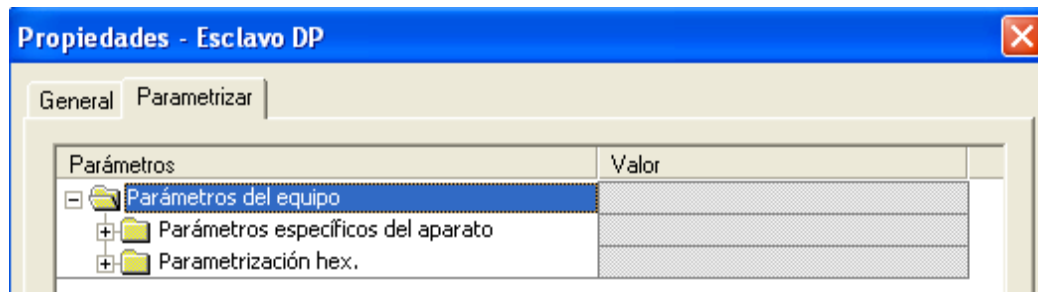 Propiedades - Esclavo DP
General Parametrizar
Parámetros Valor
Parámetros del equipo
Parámetros específicos del aparato
Parametrización hex.